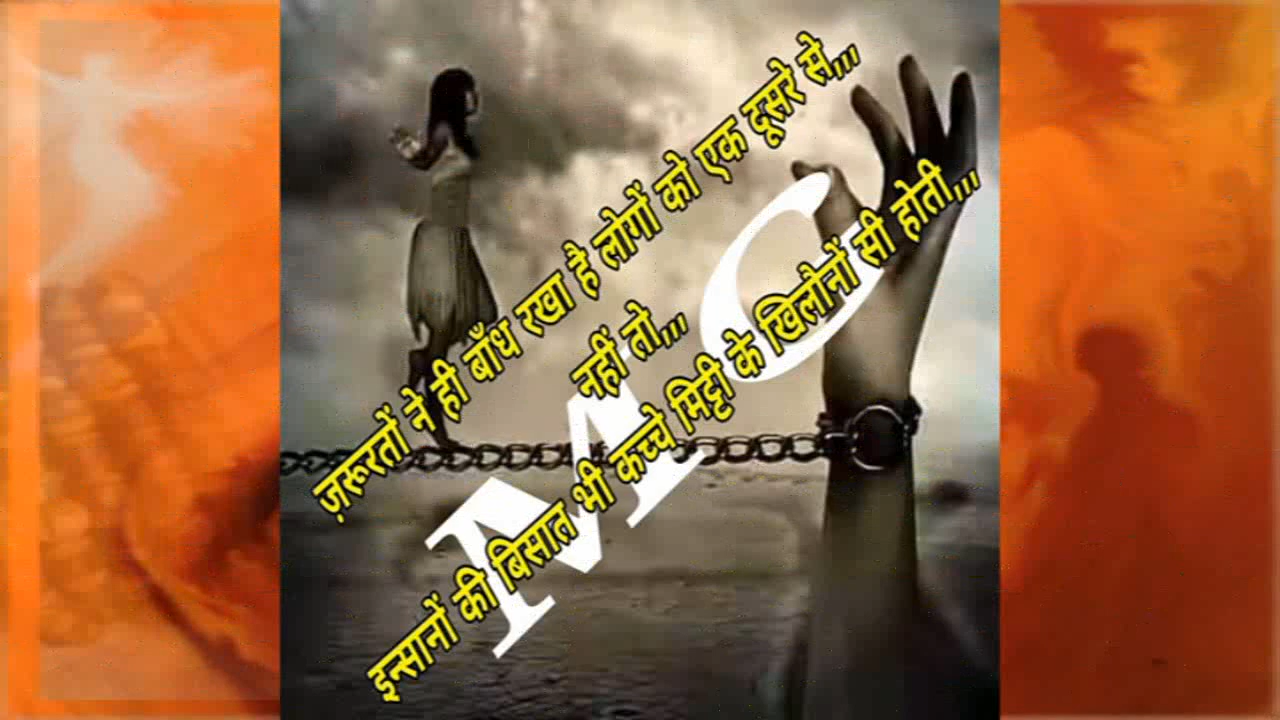 ज़रूरतों ने ही बाँध रखा है लोगों को एक दूसरे से,,,
नहीं तो,,,
इन्सानों की बिसात भी कच्चे मिट्टी के खिलौनों सी होती,,,
MC